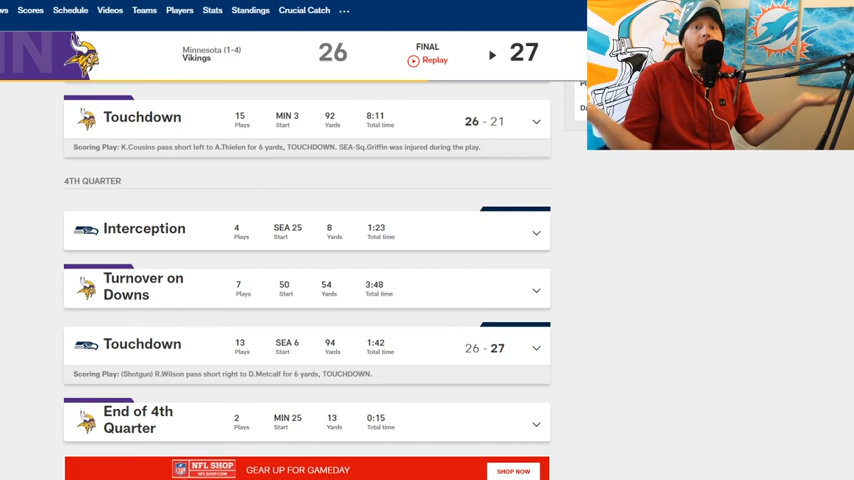 ws Scores Schedule Videos Teams Players Stats Standings Crucial Catch ...
Minnesota (1-4)
Vikings
26
FINAL
Replay
27
Touchdown
15 Plays
MIN 3 Start
92 Yards
8:11 Total time
26 - 21
Scoring Play: K.Cousins pass short left to A.Thielen for 6 yards, TOUCHDOWN. SEA-Sq.Griffin was injured during the play.
4TH QUARTER
Interception
4 Plays
SEA 25 Start
8 Yards
1:23 Total time
Turnover on
Downs
7 Plays
50 Start
54 Yards
3:48 Total time
Touchdown
13 Plays
SEA 6 Start
94 Yards
1:42 Total time
26 - 27
Scoring Play: (Shotgun) R.Wilson pass short right to D.Metcalf for 6 yards, TOUCHDOWN.
End of 4th
Quarter
2 Plays
MIN 25 Start
13 Yards
0:15 Total time
NFL SHOP
NFLSHOP.COM
GEAR UP FOR GAMEDAY
SHOP NOW